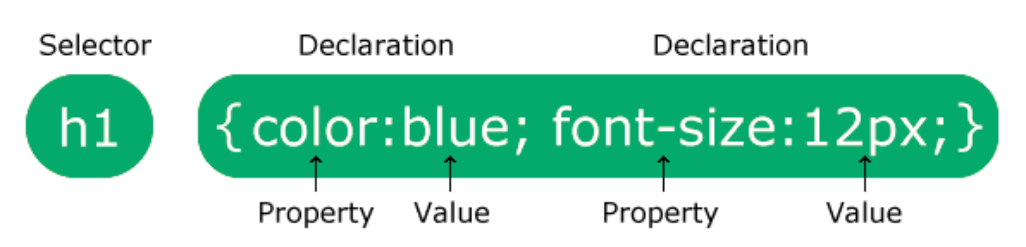 Selector Declaration Declaration
h1 {color:blue; font-size:12px;}
Property Value Property Value